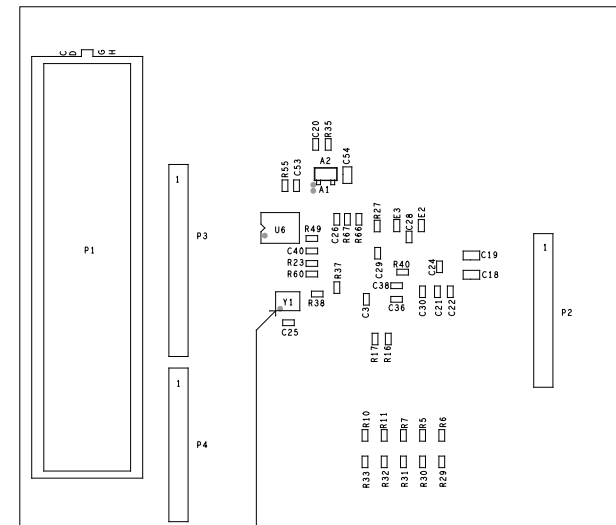 C D G H
C20 R35
A2
C54
R55 C53
A1
1
P3
U6
R49
C26 R67 R66 R27 E3 C28 E2
P1
C40
R23
R60
R37
C29
R40
C24
C19
C18
1
P2
Y1
R38
C3
C38
C36
C30 C21 C22
C25
R17 R16
1
P4
R10 R11 R7 R5 R6
R33 R32 R31 R30 R29